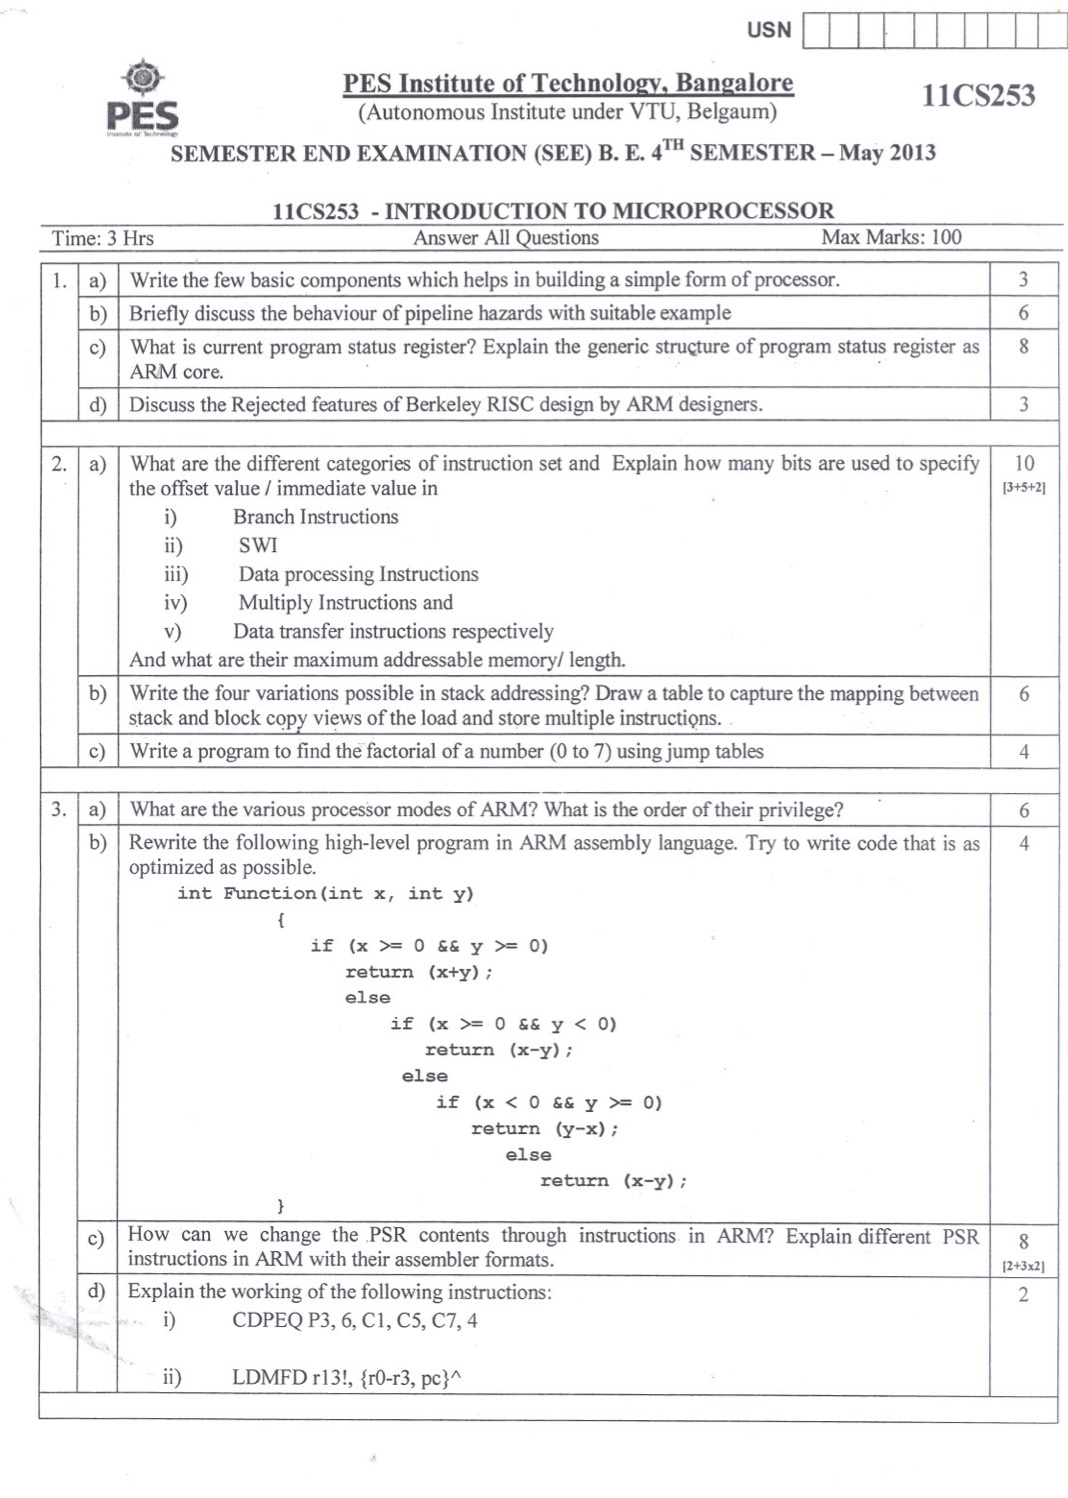 USN
PES
Institute of Technology
PES Institute of Technology, Bangalore
(Autonomous Institute under VTU, Belgaum)
11CS253
SEMESTER END EXAMINATION (SEE) B. E. 4TH SEMESTER – May 2013
11CS253 - INTRODUCTION TO MICROPROCESSOR
Time: 3 Hrs Answer All Questions Max Marks: 100
1. a) Write the few basic components which helps in building a simple form of processor. 3
b) Briefly discuss the behaviour of pipeline hazards with suitable example 6
c) What is current program status register? Explain the generic structure of program status register as 8
ARM core.
d) Discuss the Rejected features of Berkeley RISC design by ARM designers. 3
2. a) What are the different categories of instruction set and Explain how many bits are used to specify 10
the offset value / immediate value in [3+5+2]
i) Branch Instructions
ii) SWI
iii) Data processing Instructions
iv) Multiply Instructions and
v) Data transfer instructions respectively
And what are their maximum addressable memory/ length.
b) Write the four variations possible in stack addressing? Draw a table to capture the mapping between 6
stack and block copy views of the load and store multiple instructions.
c) Write a program to find the factorial of a number (0 to 7) using jump tables 4
3. a) What are the various processor modes of ARM? What is the order of their privilege? 6
b) Rewrite the following high-level program in ARM assembly language. Try to write code that is as 4
optimized as possible.
int Function(int x, int y)
{
if (x >= 0 && y >= 0)
return (x+y);
else
if (x >= 0 && y < 0)
return (x-y);
else
if (x < 0 && y >= 0)
return (y-x);
else
return (x-y);
}
c) How can we change the PSR contents through instructions in ARM? Explain different PSR 8
instructions in ARM with their assembler formats. [2+3x2]
d) Explain the working of the following instructions: 2
i) CDPEQ P3, 6, C1, C5, C7, 4
ii) LDMFD r13!, {r0-r3, pc}^